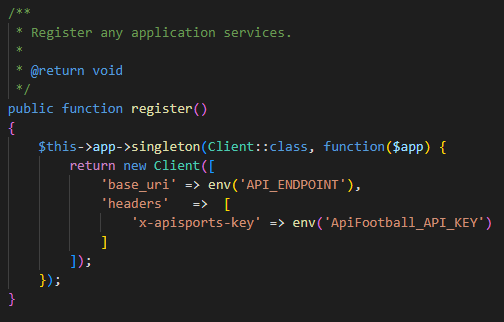 /**
 * Register any application services.
 *
 * @return void
 */
public function register()
{
    $this->app->singleton(Client::class, function($app) {
        return new Client([
            'base_uri' => env('API_ENDPOINT'),
            'headers'   =>  [
                'x-apisports-key' => env('ApiFootball_API_KEY')
            ]
        ]);
    });
}